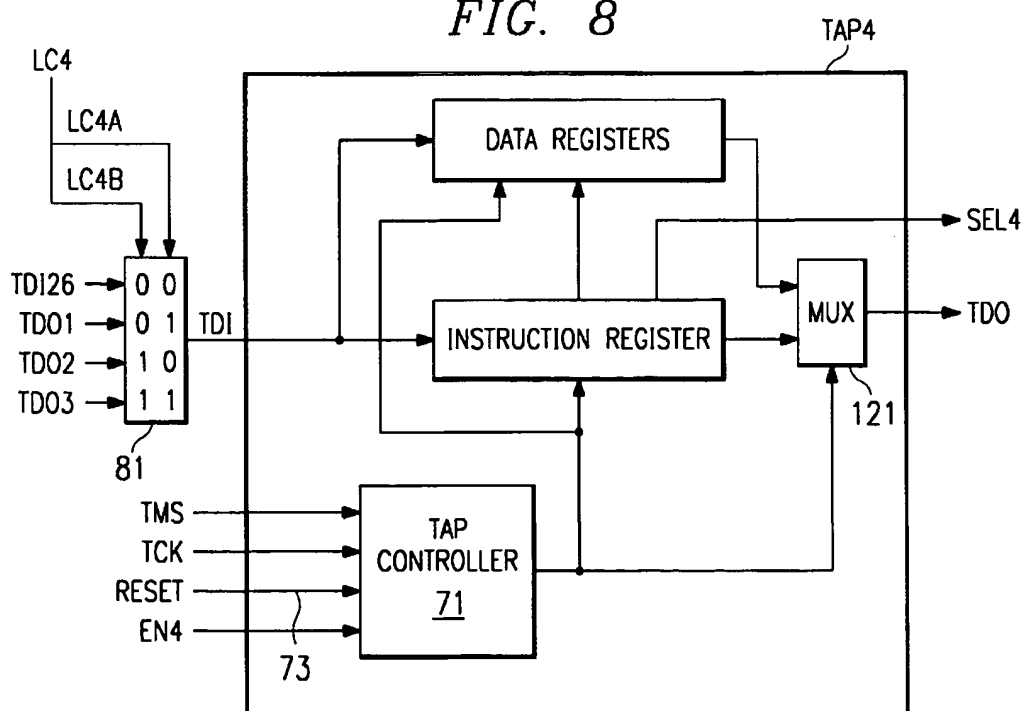 FIG. 8
TAP4
LC4
LC4A
LC4B
DATA REGISTERS
SEL4
TDI26
0 0
TDO1
0 1
TDI
TDO2
1 0
TDO3
1 1
81
INSTRUCTION REGISTER
MUX
TDO
121
TMS
TCK
RESET
EN4
73
TAP
CONTROLLER
71